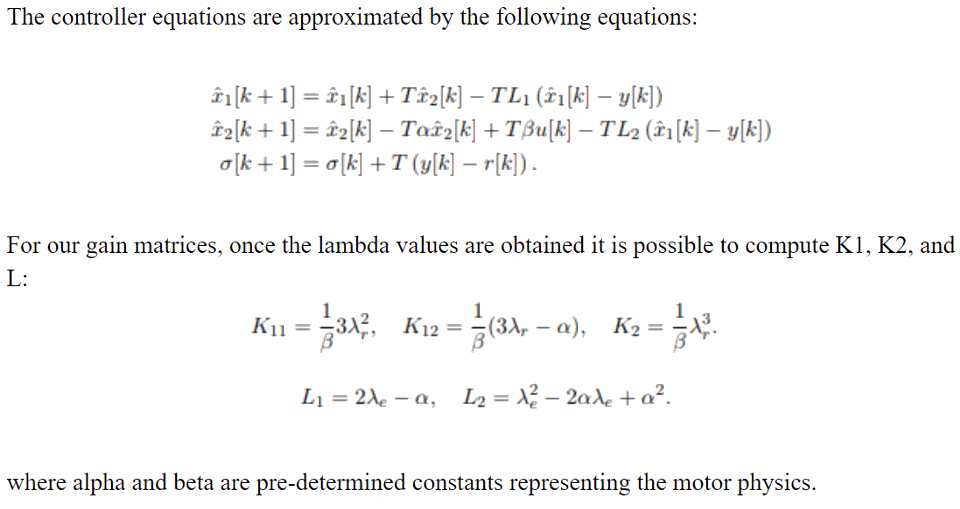 The controller equations are approximated by the following equations:
x̂₁[k + 1] = x̂₁[k] + Tx̂₂[k] − TL₁ (x̂₁[k] − y[k])
x̂₂[k + 1] = x̂₂[k] − Tαx̂₂[k] + Tβu[k] − TL₂ (x̂₁[k] − y[k])
σ[k + 1] = σ[k] + T (y[k] − r[k]) .
For our gain matrices, once the lambda values are obtained it is possible to compute K1, K2, and
L:
K₁₁ = \frac{1}{β}3λᵣ², K₁₂ = \frac{1}{β}(3λᵣ − α), K₂ = \frac{1}{β}λᵣ³.
L₁ = 2λₑ − α, L₂ = λₑ² − 2αλₑ + α².
where alpha and beta are pre-determined constants representing the motor physics.